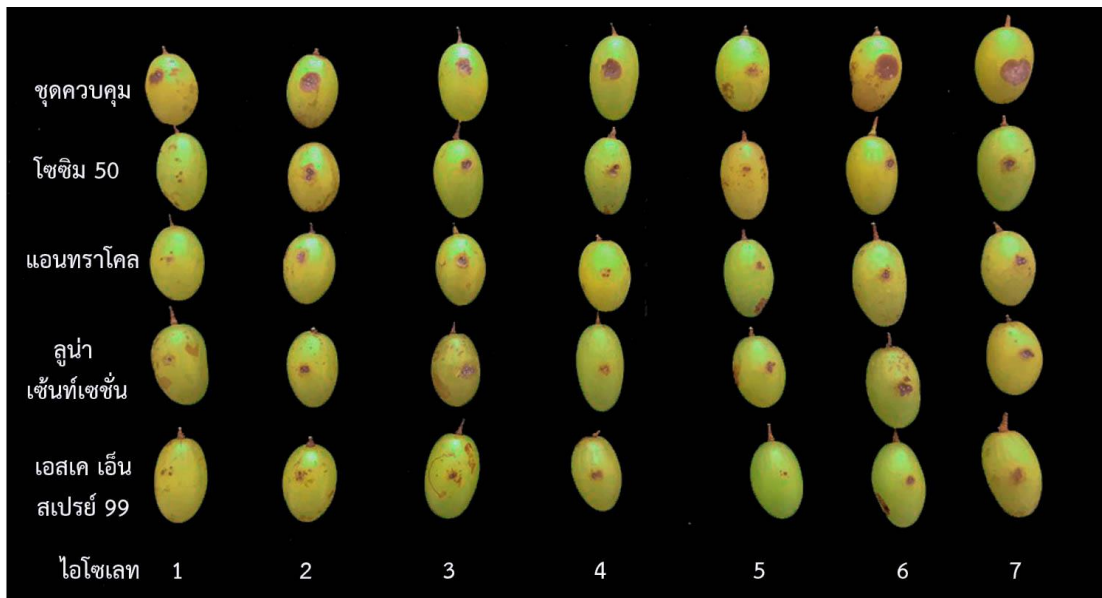 ชุดควบคุม
โซซิม 50
แอนทราโคล
ลูน่า
เซ้นท์เซชั่น
เอสเค เอ็น
สเปรย์ 99
ไอโซเลท 1 2 3 4 5 6 7